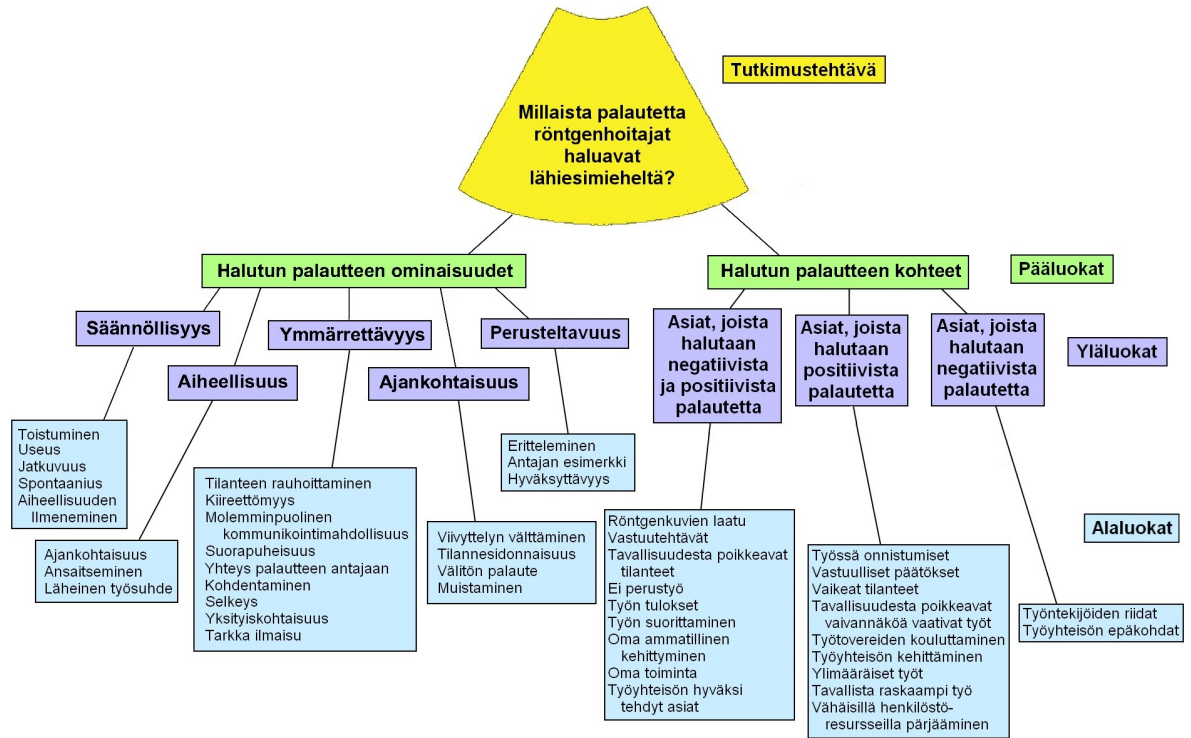 Tutkimustehtävä
Millaista palautetta
röntgenhoitajat
haluavat
lähiesimieheltä?
Halutun palautteen ominaisuudet
Halutun palautteen kohteet
Pääluokat
Säännöllisyys
Ymmärrettävyys
Perusteltavuus
Aiheellisuus
Ajankohtaisuus
Asiat, joista
halutaan
negatiivista
ja positiivista
palautetta
Asiat, joista
halutaan
positiivista
palautetta
Asiat, joista
halutaan
negatiivista
palautetta
Yläluokat
Toistuminen
Useus
Jatkuvuus
Spontaanius
Aiheellisuuden
Ilmeneminen
Ajankohtaisuus
Ansaitseminen
Läheinen työsuhde
Tilanteen rauhoittaminen
Kiireettömyys
Molemminpuolinen
kommunikointimahdollisuus
Suorapuheisuus
Yhteys palautteen antajaan
Kohdentaminen
Selkeys
Yksityiskohtaisuus
Tarkka ilmaisu
Viivyttelyn välttäminen
Tilannesidonnaisuus
Välitön palaute
Muistaminen
Eritteleminen
Antajan esimerkki
Hyväksyttävyys
Röntgenkuvien laatu
Vastuutehtävät
Tavallisuudesta poikkeavat
tilanteet
Ei perustyö
Työn tulokset
Työn suorittaminen
Oma ammatillinen
kehittyminen
Oma toiminta
Työyhteisön hyväksi
tehdyt asiat
Työssä onnistumiset
Vastuulliset päätökset
Vaikeat tilanteet
Tavallisuudesta poikkeavat
vaivannäköä vaativat työt
Työtovereiden kouluttaminen
Työyhteisön kehittäminen
Ylimääräiset työt
Tavallista raskaampi työ
Vähäisillä henkilöstö-
resursseilla pärjääminen
Työntekijöiden riidat
Työyhteisön epäkohdat
Alaluokat